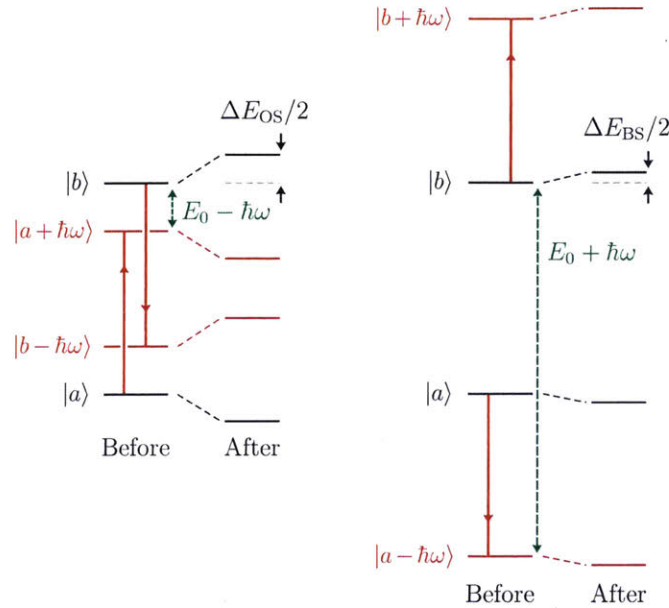 |b⟩
|a+ħω⟩
|b−ħω⟩
|a⟩
ΔE_OS/2
E_0 − ħω
Before After
|b+ħω⟩
|b⟩
|a⟩
|a−ħω⟩
ΔE_BS/2
E_0 + ħω
Before After